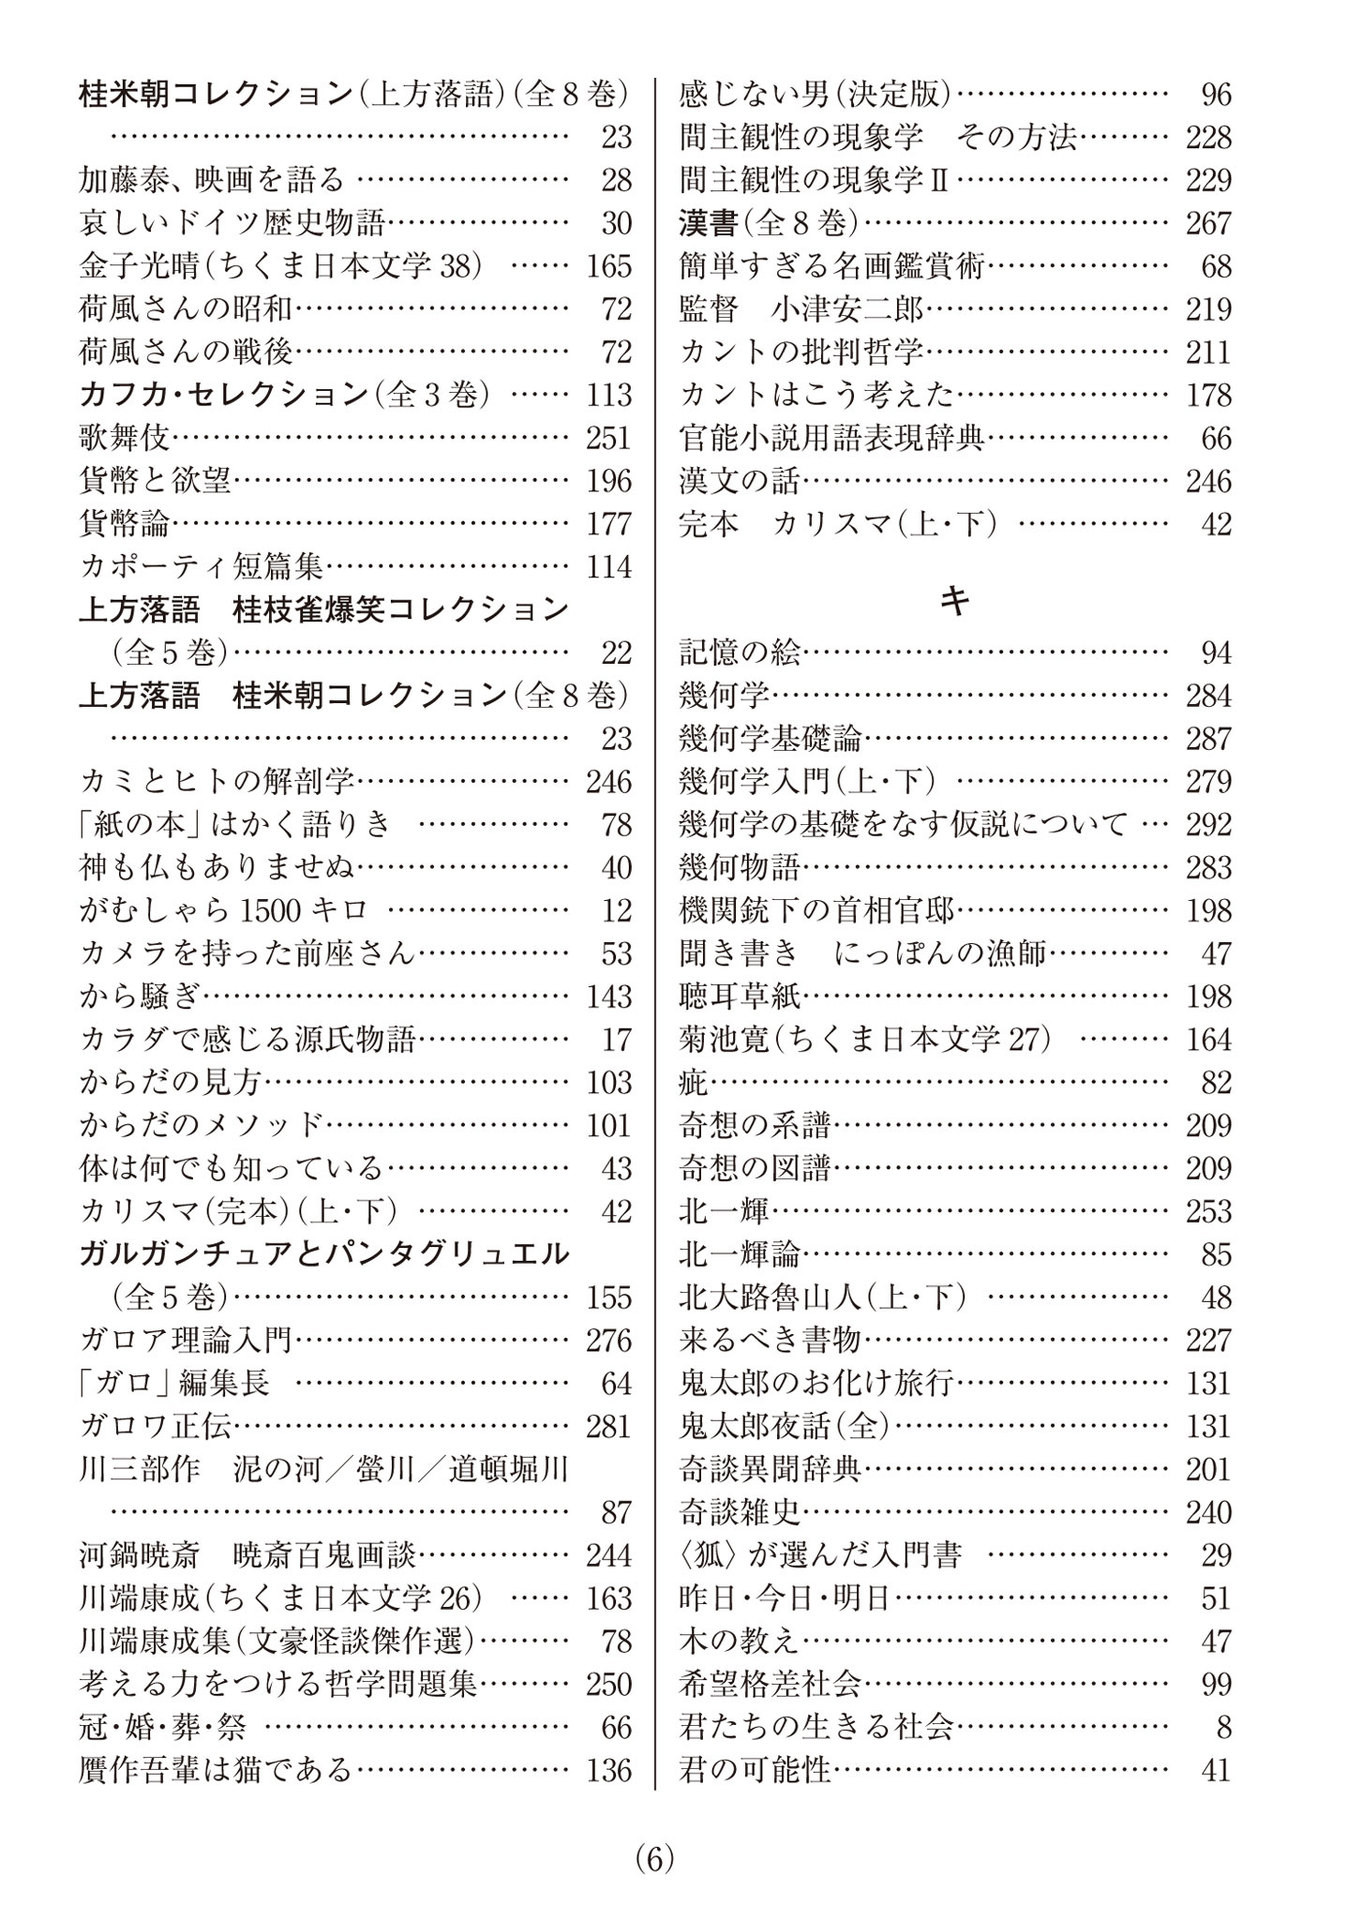 桂米朝コレクション(上方落語)(全8巻)
…………………………………… 23
加藤泰、映画を語る ………………… 28
哀しいドイツ歴史物語……………… 30
金子光晴(ちくま日本文学 38) …… 165
荷風さんの昭和……………………… 72
荷風さんの戦後……………………… 72
カフカ・セレクション(全3巻) …… 113
歌舞伎………………………………… 251
貨幣と欲望…………………………… 196
貨幣論………………………………… 177
カポーティ短篇集…………………… 114
上方落語　桂枝雀爆笑コレクション
(全5巻)…………………………… 22
上方落語　桂米朝コレクション(全8巻)
…………………………………… 23
カミとヒトの解剖学………………… 246
「紙の本」はかく語りき …………… 78
神も仏もありませぬ………………… 40
がむしゃら 1500 キロ ……………… 12
カメラを持った前座さん…………… 53
から騒ぎ……………………………… 143
カラダで感じる源氏物語…………… 17
からだの見方………………………… 103
からだのメソッド…………………… 101
体は何でも知っている……………… 43
カリスマ(完本)(上・下) …………… 42
ガルガンチュアとパンタグリュエル
(全5巻)…………………………… 155
ガロア理論入門……………………… 276
「ガロ」編集長 ……………………… 64
ガロワ正伝…………………………… 281
川三部作　泥の河／螢川／道頓堀川
…………………………………… 87
河鍋暁斎　暁斎百鬼画談…………… 244
川端康成(ちくま日本文学 26) …… 163
川端康成集(文豪怪談傑作選)……… 78
考える力をつける哲学問題集……… 250
冠・婚・葬・祭 ……………………… 66
贋作吾輩は猫である………………… 136
感じない男(決定版)………………… 96
間主観性の現象学　その方法……… 228
間主観性の現象学Ⅱ………………… 229
漢書(全8巻)………………………… 267
簡単すぎる名画鑑賞術……………… 68
監督　小津安二郎…………………… 219
カントの批判哲学…………………… 211
カントはこう考えた………………… 178
官能小説用語表現辞典……………… 66
漢文の話……………………………… 246
完本　カリスマ(上・下) …………… 42
キ
記憶の絵……………………………… 94
幾何学………………………………… 284
幾何学基礎論………………………… 287
幾何学入門(上・下) ………………… 279
幾何学の基礎をなす仮説について … 292
幾何物語……………………………… 283
機関銃下の首相官邸………………… 198
聞き書き　にっぽんの漁師………… 47
聴耳草紙……………………………… 198
菊池寛(ちくま日本文学 27) ……… 164
疵……………………………………… 82
奇想の系譜…………………………… 209
奇想の図譜…………………………… 209
北一輝………………………………… 253
北一輝論……………………………… 85
北大路魯山人(上・下) ……………… 48
来るべき書物………………………… 227
鬼太郎のお化け旅行………………… 131
鬼太郎夜話(全)……………………… 131
奇談異聞辞典………………………… 201
奇談雑史……………………………… 240
〈狐〉が選んだ入門書 ……………… 29
昨日・今日・明日…………………… 51
木の教え……………………………… 47
希望格差社会………………………… 99
君たちの生きる社会………………… 8
君の可能性…………………………… 41
(6)